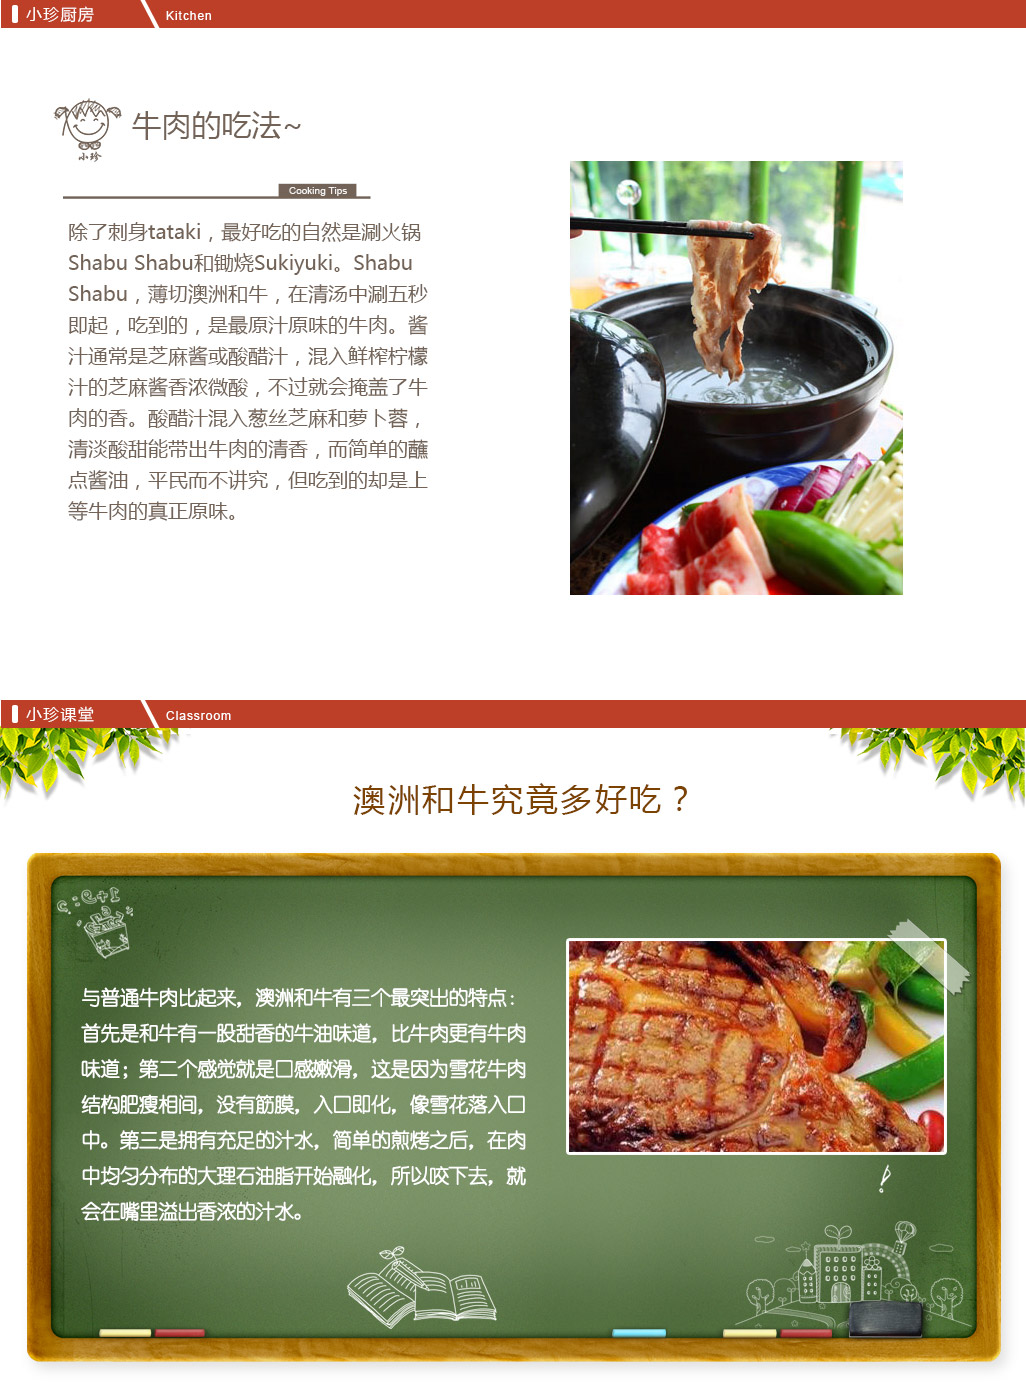 小珍厨房
Kitchen
牛肉的吃法~
小珍
Cooking Tips
除了刺身tataki，最好吃的自然是涮火锅
Shabu Shabu和锄烧Sukiyuki。Shabu
Shabu，薄切澳洲和牛，在清汤中涮五秒
即起，吃到的，是最原汁原味的牛肉。酱
汁通常是芝麻酱或酸醋汁，混入鲜榨柠檬
汁的芝麻酱香浓微酸，不过就会掩盖了牛
肉的香。酸醋汁混入葱丝芝麻和萝卜蓉，
清淡酸甜能带出牛肉的清香，而简单的蘸
点酱油，平民而不讲究，但吃到的却是上
等牛肉的真正原味。
小珍课堂
Classroom
澳洲和牛究竟多好吃？
与普通牛肉比起来，澳洲和牛有三个最突出的特点：
首先是和牛有一股甜香的牛油味道，比牛肉更有牛肉
味道；第二个感觉就是口感嫩滑，这是因为雪花牛肉
结构肥瘦相间，没有筋膜，入口即化，像雪花落入口
中。第三是拥有充足的汁水，简单的煎烤之后，在肉
中均匀分布的大理石油脂开始融化，所以咬下去，就
会在嘴里溢出香浓的汁水。